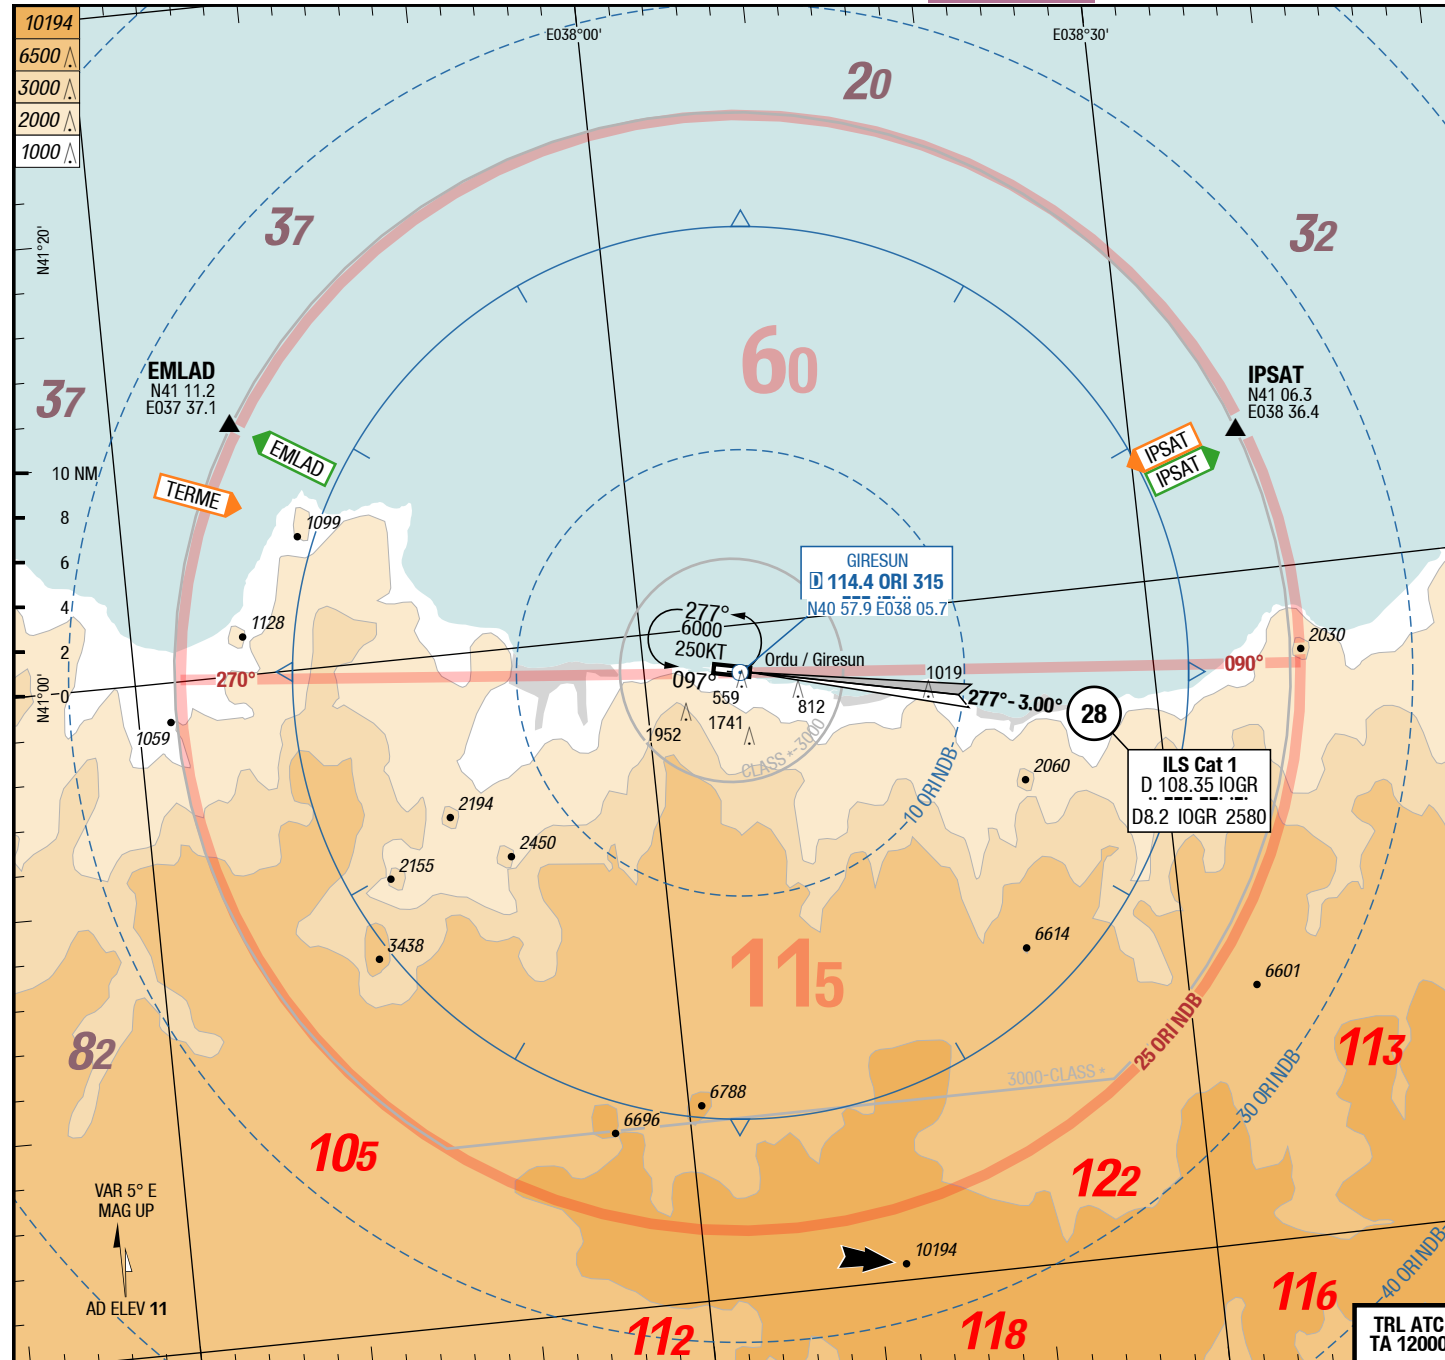 10194
6500
3000
2000
1000
E038°00'
E038°30'
20
37
32
N41°20'
60
EMLAD
N41 11.2
E037 37.1
IPSAT
N41 06.3
E038 36.4
37
EMLAD
IPSAT
IPSAT
TERME
10 NM
8
6
4
2
0
N41°00'
1099
1128
1059
GIRESUN
D 114.4 ORI 315
N40 57.9 E038 05.7
277°
6000
250KT
097°
Ordu / Giresun
2030
270°
090°
1019
559
812
277°- 3.00°
28
1952
1741
CLASS *-3000
10 ORI NDB
2060
ILS Cat 1
D 108.35 IOGR
D8.2 IOGR 2580
2194
2450
2155
3438
6614
6601
115
25 ORI NDB
82
113
3000-CLASS *
30 ORI NDB
6788
6696
105
122
VAR 5° E
MAG UP
AD ELEV 11
10194
40 ORI NDB
116
112
118
TRL ATC
TA 12000